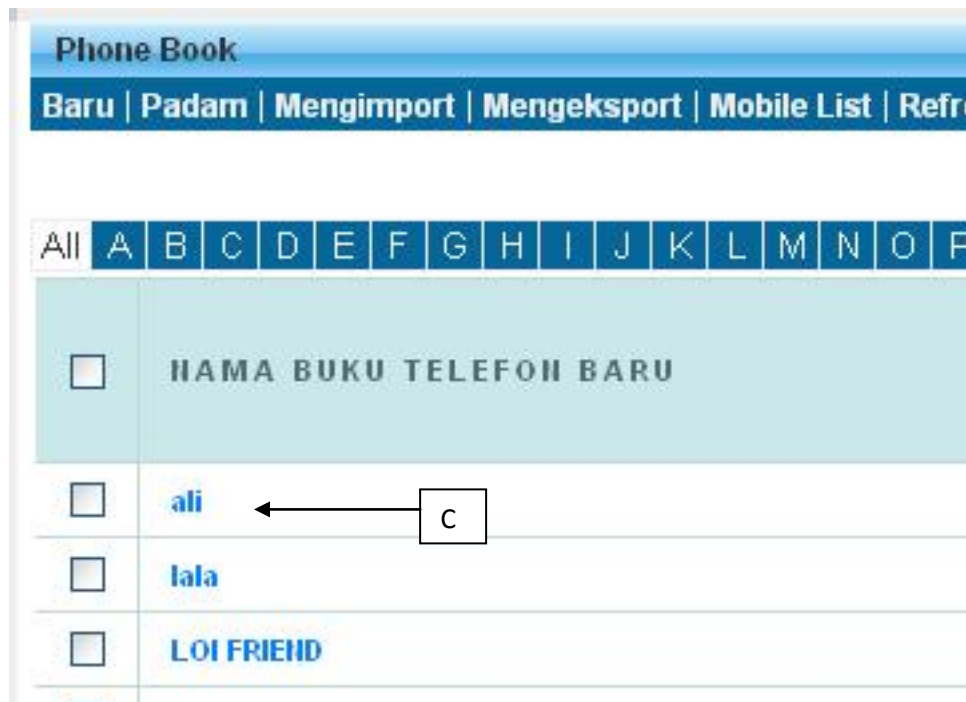 Phone Book
Baru | Padam | Mengimport | Mengeksport | Mobile List |
All A B C D E F G H I J K L M N O
NAMA BUKU TELEFON BARU
ali
C
lala
LOI FRIEND